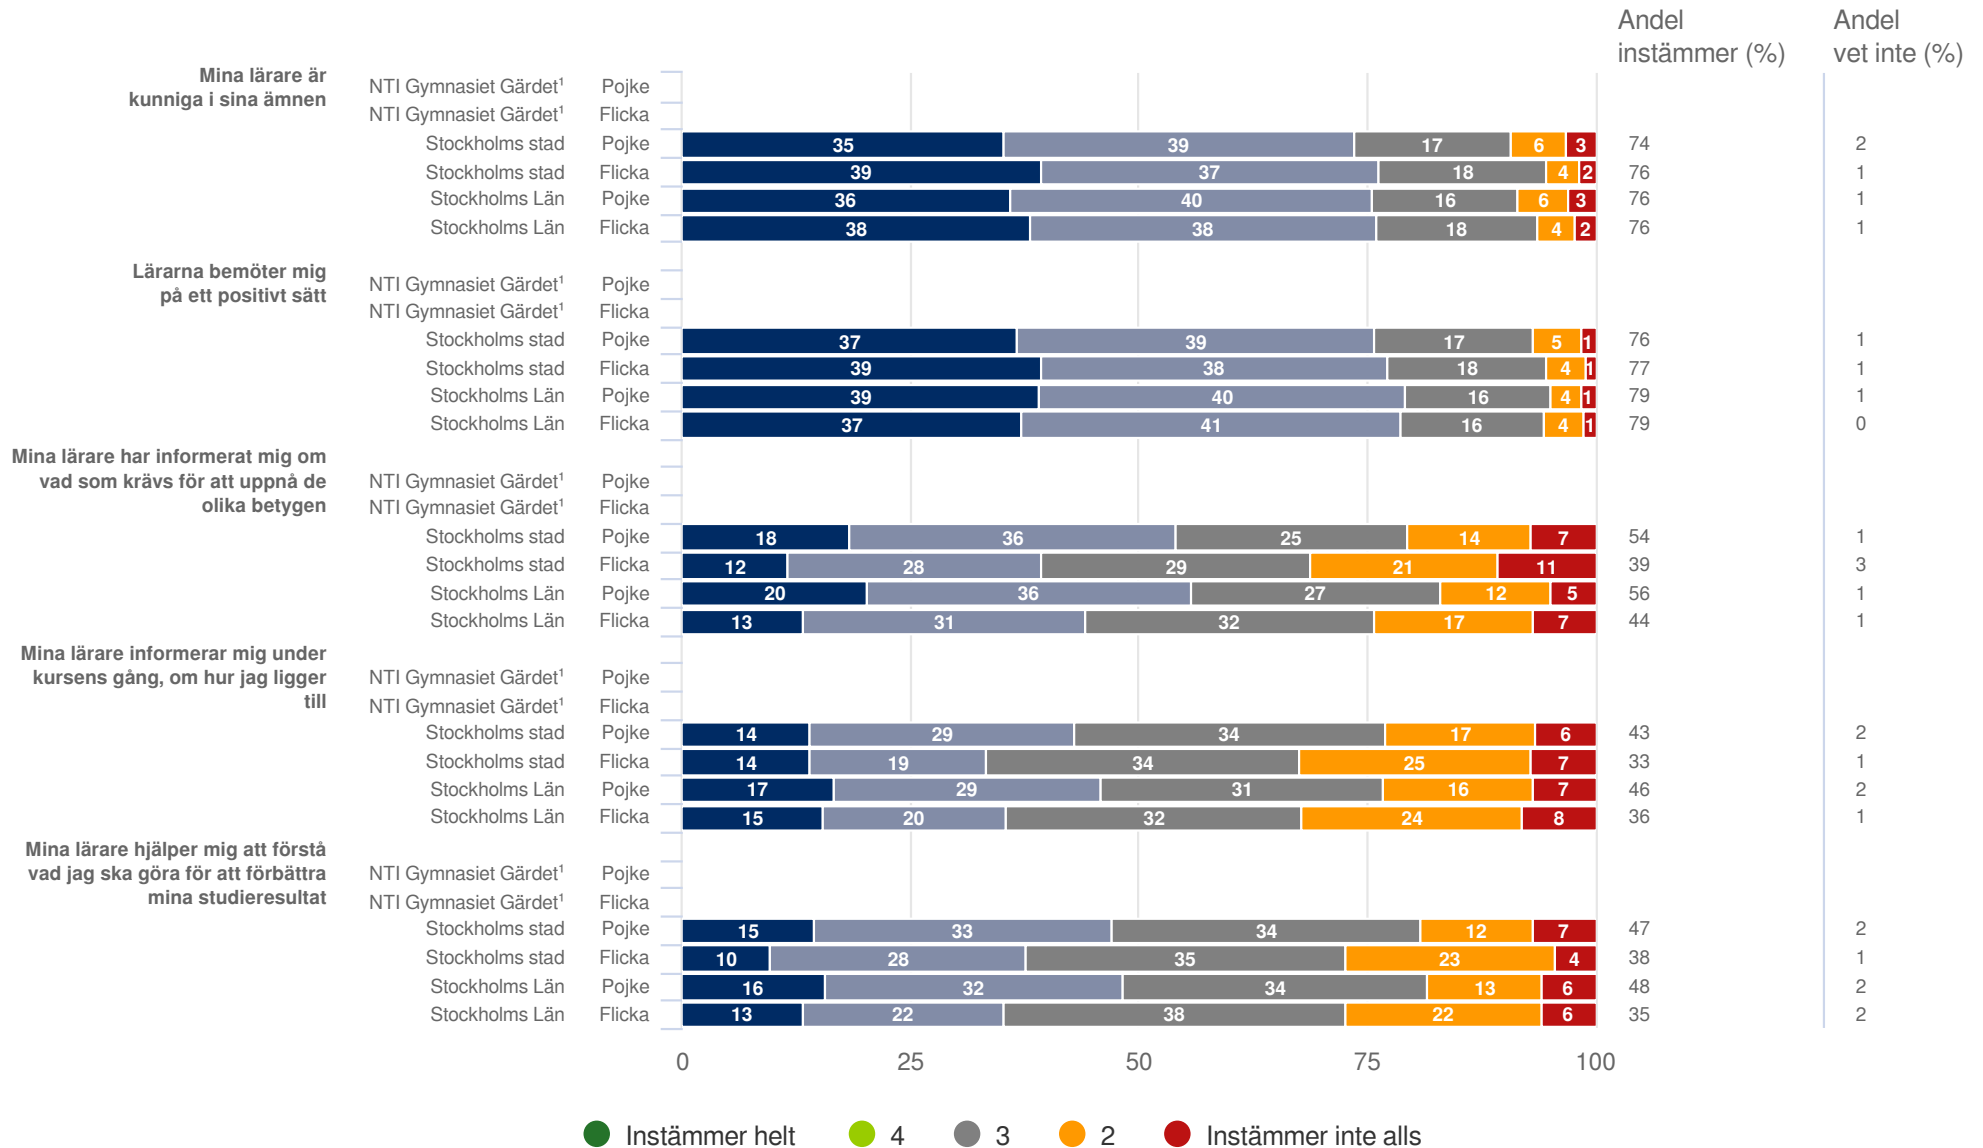 Andel
instämmer (%)
Andel
vet inte (%)
Mina lärare är
kunniga i sina ämnen
NTI Gymnasiet Gärdet¹ Pojke
NTI Gymnasiet Gärdet¹ Flicka
Stockholms stad Pojke 35 39 17 6 3 74 2
Stockholms stad Flicka 39 37 18 4 2 76 1
Stockholms Län Pojke 36 40 16 6 3 76 1
Stockholms Län Flicka 38 38 18 4 2 76 1
Lärarna bemöter mig
på ett positivt sätt
NTI Gymnasiet Gärdet¹ Pojke
NTI Gymnasiet Gärdet¹ Flicka
Stockholms stad Pojke 37 39 17 5 1 76 1
Stockholms stad Flicka 39 38 18 4 1 77 1
Stockholms Län Pojke 39 40 16 4 1 79 1
Stockholms Län Flicka 37 41 16 4 1 79 0
Mina lärare har informerat mig om
vad som krävs för att uppnå de
olika betygen
NTI Gymnasiet Gärdet¹ Pojke
NTI Gymnasiet Gärdet¹ Flicka
Stockholms stad Pojke 18 36 25 14 7 54 1
Stockholms stad Flicka 12 28 29 21 11 39 3
Stockholms Län Pojke 20 36 27 12 5 56 1
Stockholms Län Flicka 13 31 32 17 7 44 1
Mina lärare informerar mig under
kursens gång, om hur jag ligger
till
NTI Gymnasiet Gärdet¹ Pojke
NTI Gymnasiet Gärdet¹ Flicka
Stockholms stad Pojke 14 29 34 17 6 43 2
Stockholms stad Flicka 14 19 34 25 7 33 1
Stockholms Län Pojke 17 29 31 16 7 46 2
Stockholms Län Flicka 15 20 32 24 8 36 1
Mina lärare hjälper mig att förstå
vad jag ska göra för att förbättra
mina studieresultat
NTI Gymnasiet Gärdet¹ Pojke
NTI Gymnasiet Gärdet¹ Flicka
Stockholms stad Pojke 15 33 34 12 7 47 2
Stockholms stad Flicka 10 28 35 23 4 38 1
Stockholms Län Pojke 16 32 34 13 6 48 2
Stockholms Län Flicka 13 22 38 22 6 35 2
0 25 50 75 100
Instämmer helt 4 3 2 Instämmer inte alls